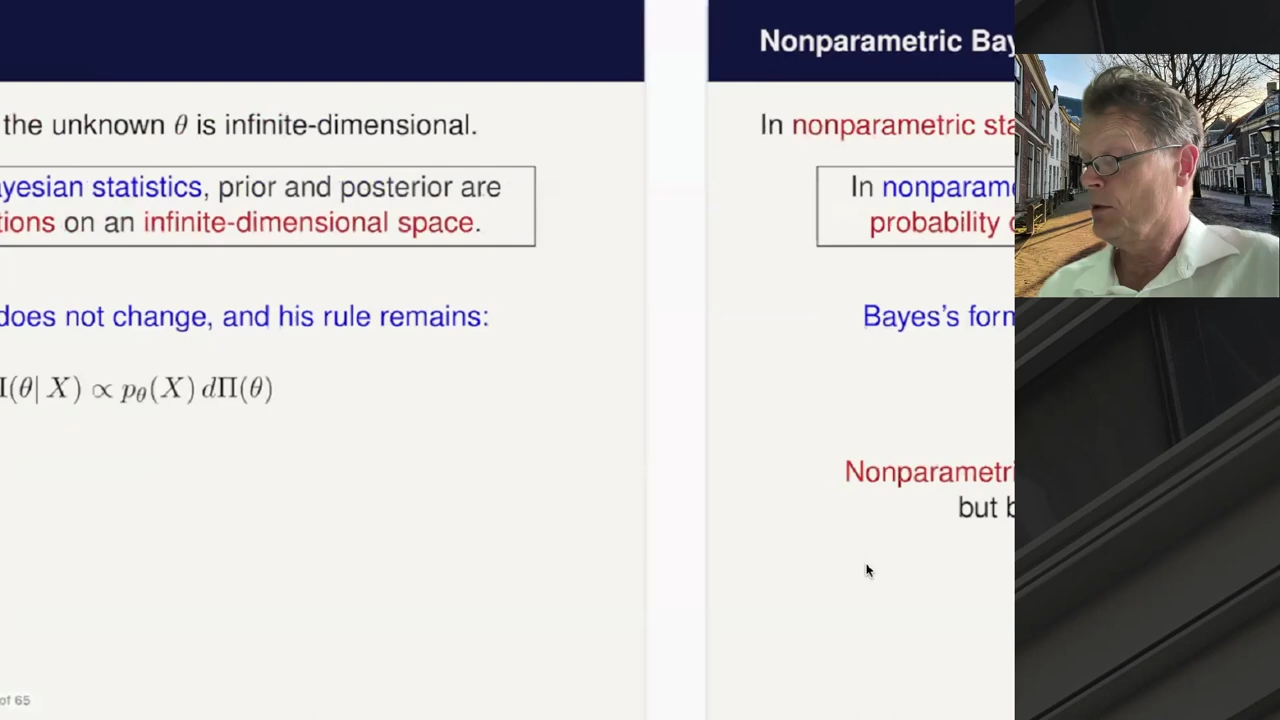 the unknown θ is infinite-dimensional.
ayesian statistics, prior and posterior are
tions on an infinite-dimensional space.
does not change, and his rule remains:
Π(θ| X) ∝ pθ(X) dΠ(θ)
of 65
Nonparametric Bay
In nonparametric sta
In nonparame
probability
Bayes's form
Nonparametri
but b